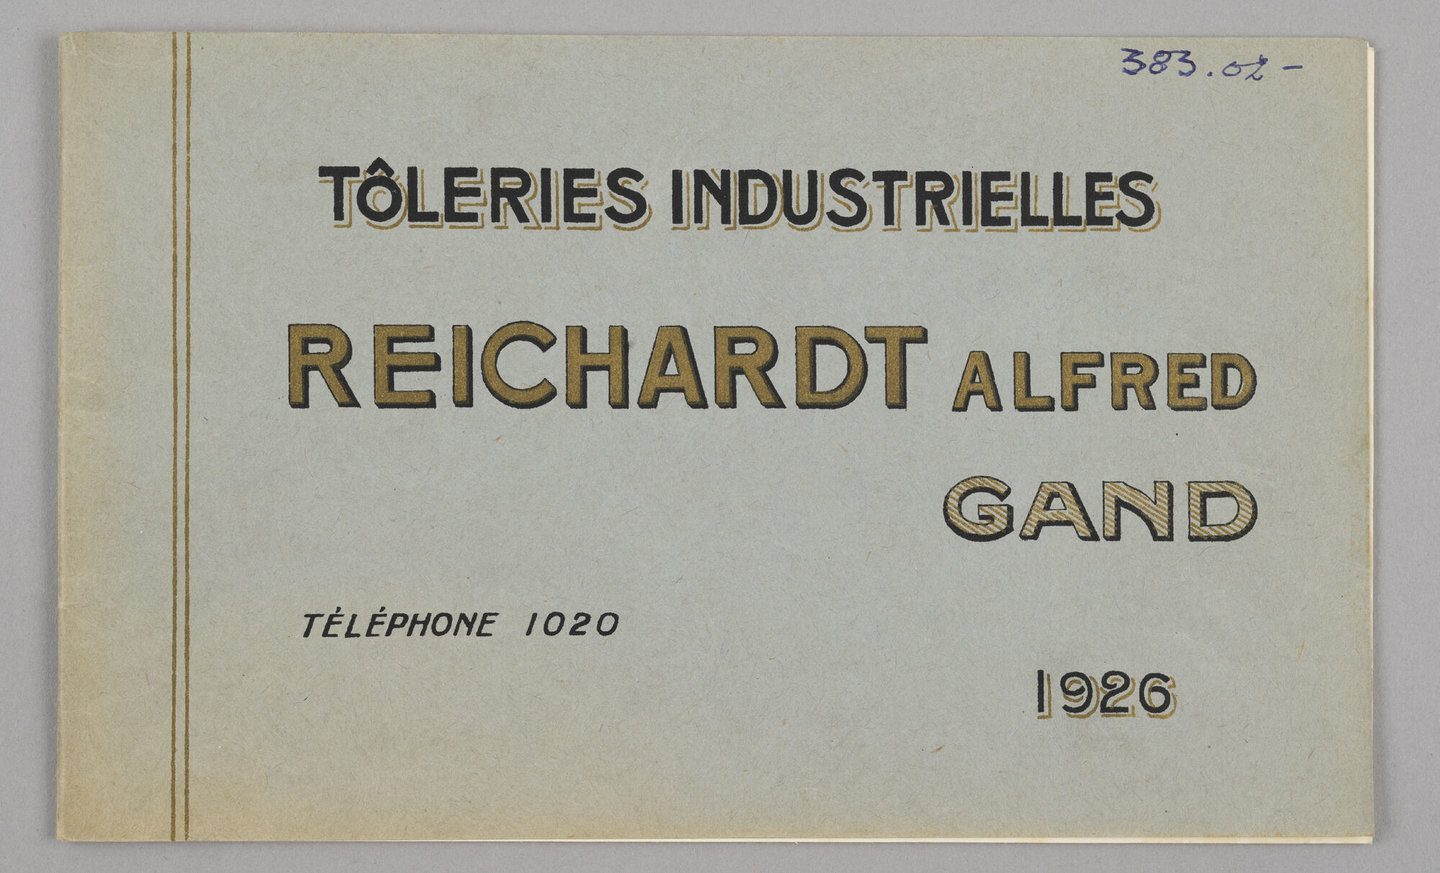 383.02-
TÔLERIES INDUSTRIELLES
REICHARDT ALFRED
GAND
TÉLÉPHONE 1020
1926